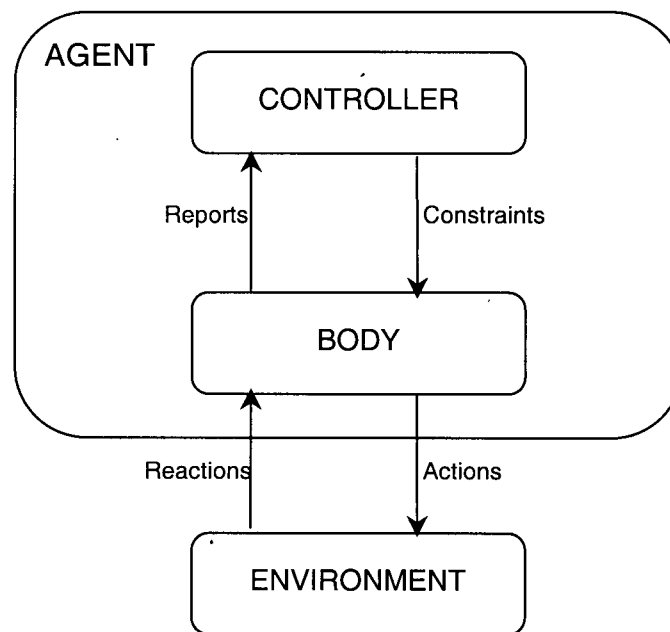 AGENT
CONTROLLER
Reports
Constraints
BODY
Reactions
Actions
ENVIRONMENT